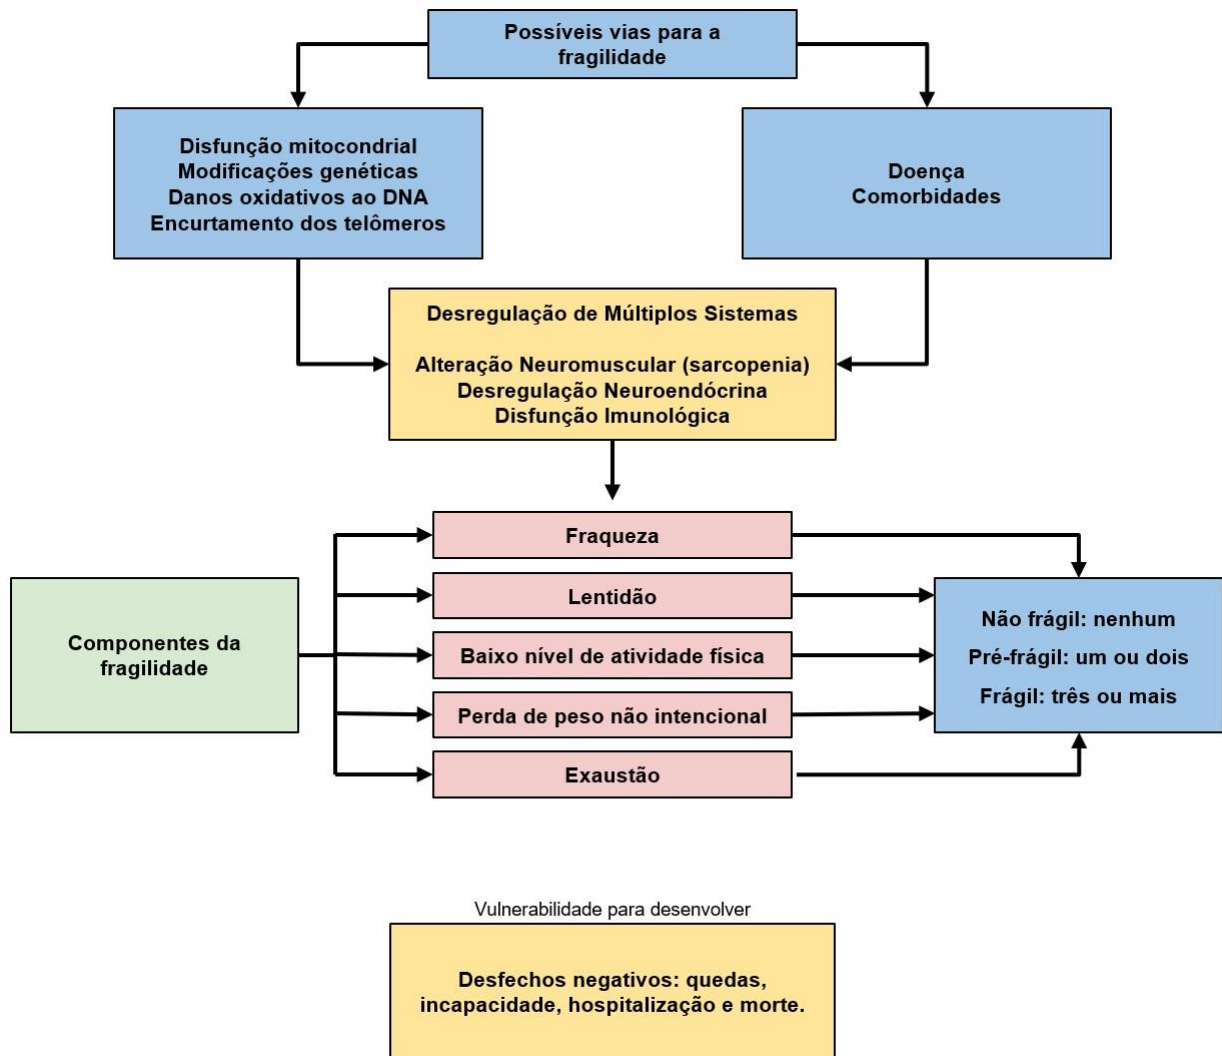 Possíveis vias para a
fragilidade
Disfunção mitocondrial
Modificações genéticas
Danos oxidativos ao DNA
Encurtamento dos telômeros
Doença
Comorbidades
Desregulação de Múltiplos Sistemas
Alteração Neuromuscular (sarcopenia)
Desregulação Neuroendócrina
Disfunção Imunológica
Componentes da
fragilidade
Fraqueza
Lentidão
Baixo nível de atividade física
Perda de peso não intencional
Exaustão
Não frágil: nenhum
Pré-frágil: um ou dois
Frágil: três ou mais
Vulnerabilidade para desenvolver
Desfechos negativos: quedas,
incapacidade, hospitalização e morte.